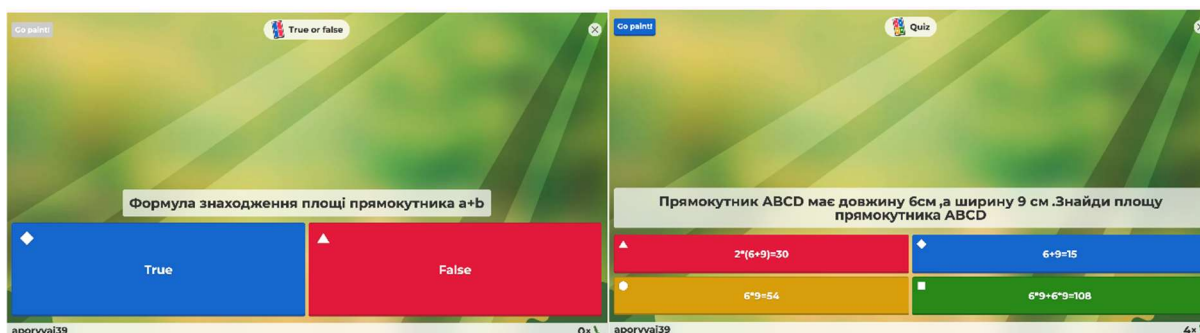 Go paint!
True or false
Формула знаходження площі прямокутника a+b
True
False
aporvvai39
0x
Go paint!
Quiz
Прямокутник ABCD має довжину 6см ,а ширину 9 см .Знайди площу
прямокутника ABCD
2*(6+9)=30
6+9=15
6*9=54
6*9+6*9=108
aporvvai39
4x